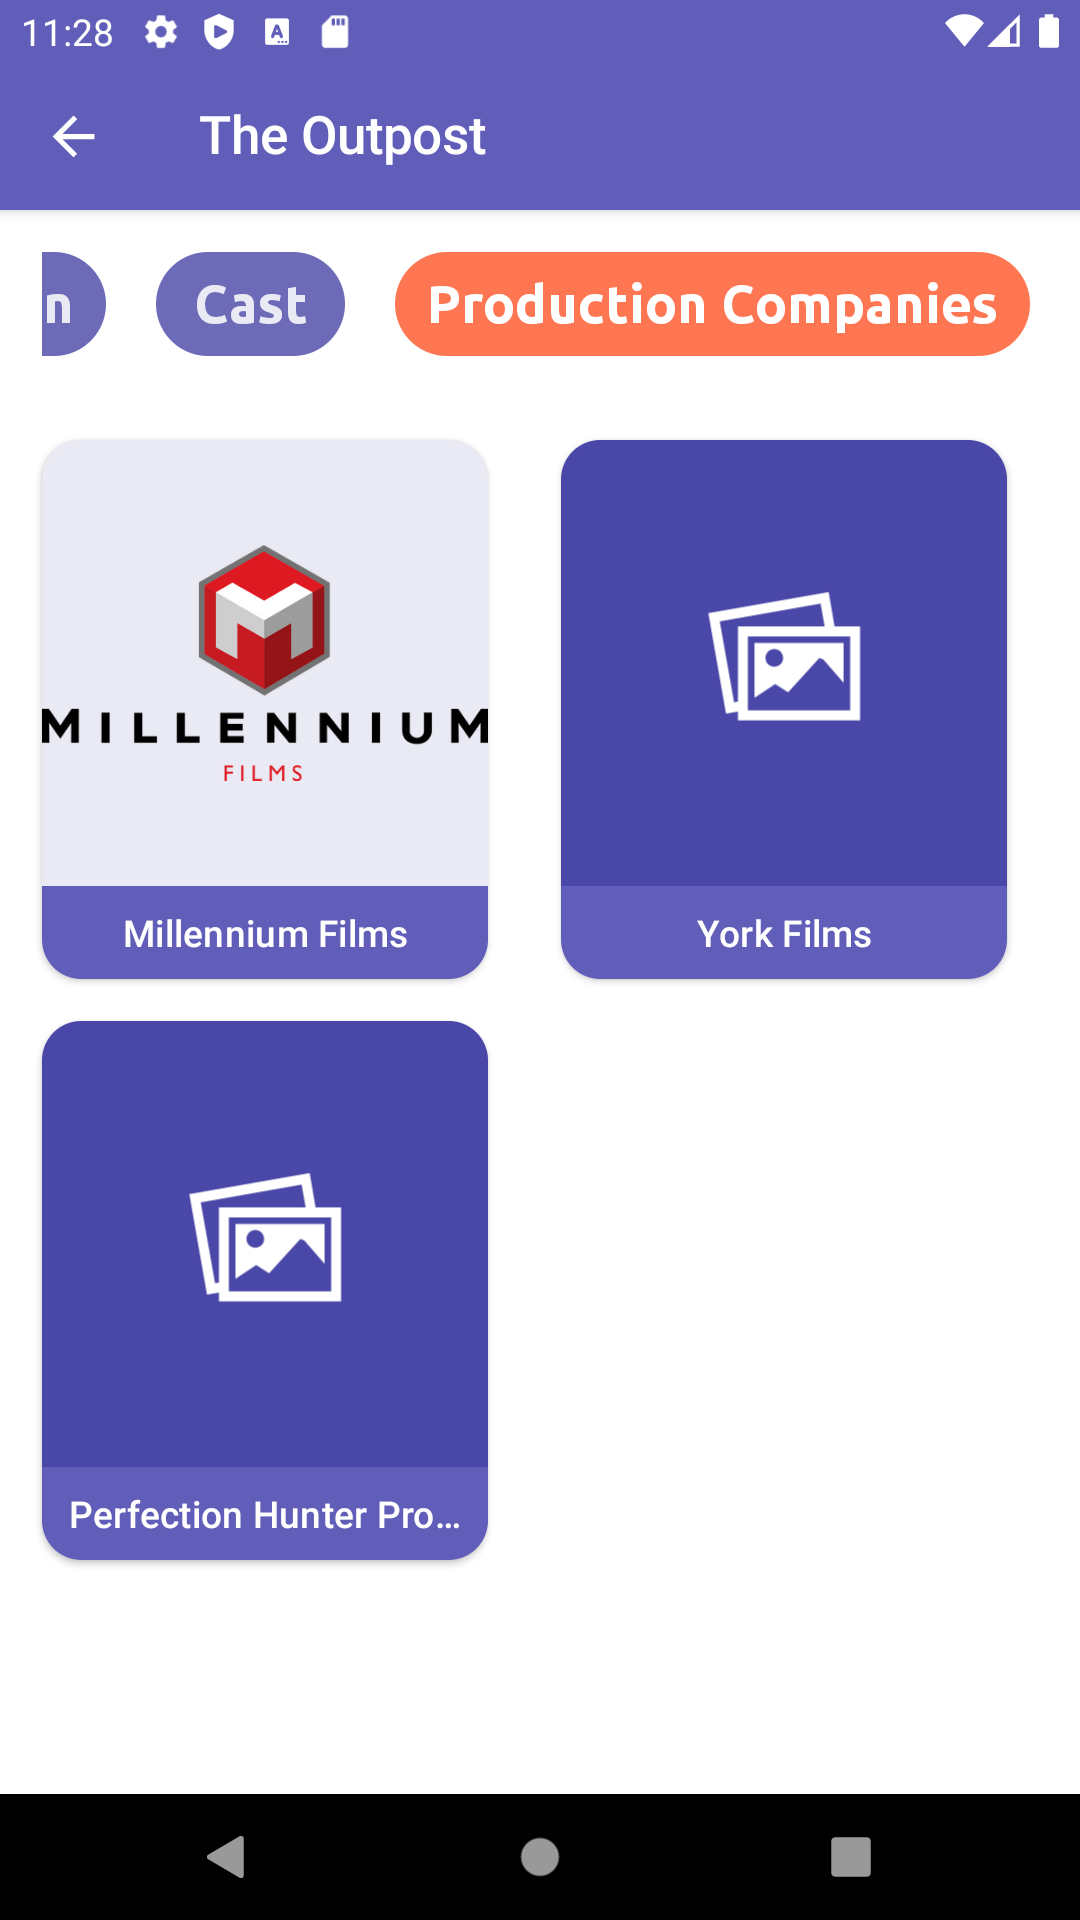 11:28
The Outpost
n
Cast
Production Companies
MILLENNIUM
FILMS
Millennium Films
York Films
Perfection Hunter Pro...